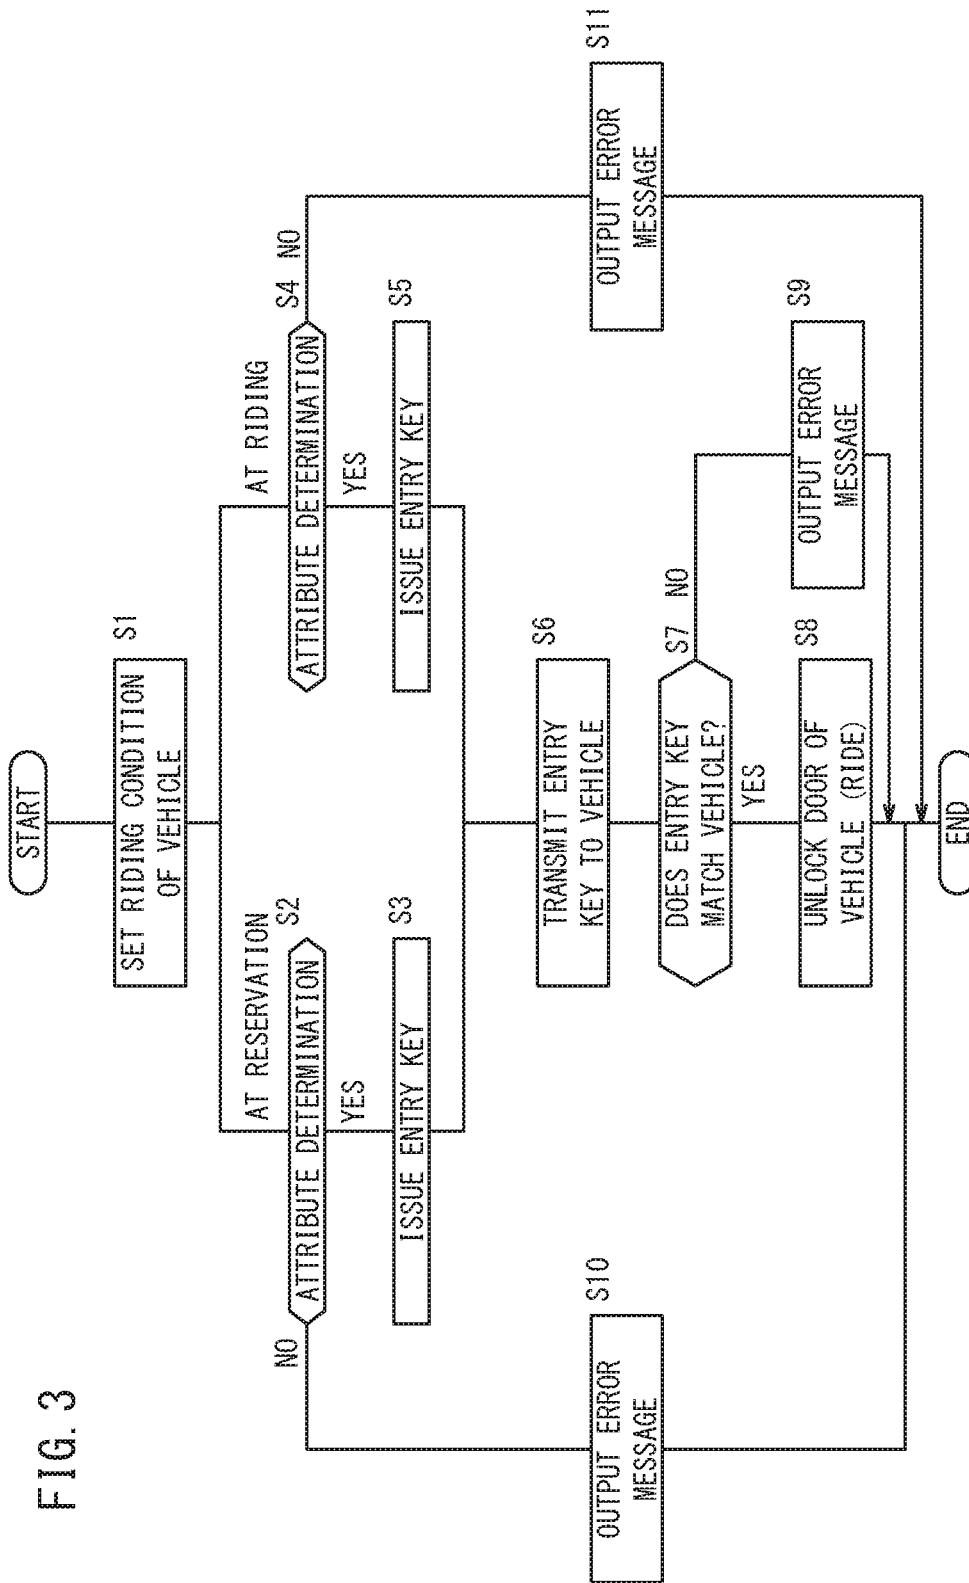 FIG. 3
START
SET RIDING CONDITION
OF VEHICLE
S1
AT RESERVATION
AT RIDING
NO
ATTRIBUTE DETERMINATION
S2
ATTRIBUTE DETERMINATION
S4
NO
YES
YES
ISSUE ENTRY KEY
S3
ISSUE ENTRY KEY
S5
TRANSMIT ENTRY
KEY TO VEHICLE
S6
OUTPUT ERROR
MESSAGE
S10
OUTPUT ERROR
MESSAGE
S11
DOES ENTRY KEY
MATCH VEHICLE?
S7
NO
YES
UNLOCK DOOR OF
VEHICLE (RIDE)
S8
OUTPUT ERROR
MESSAGE
S9
END